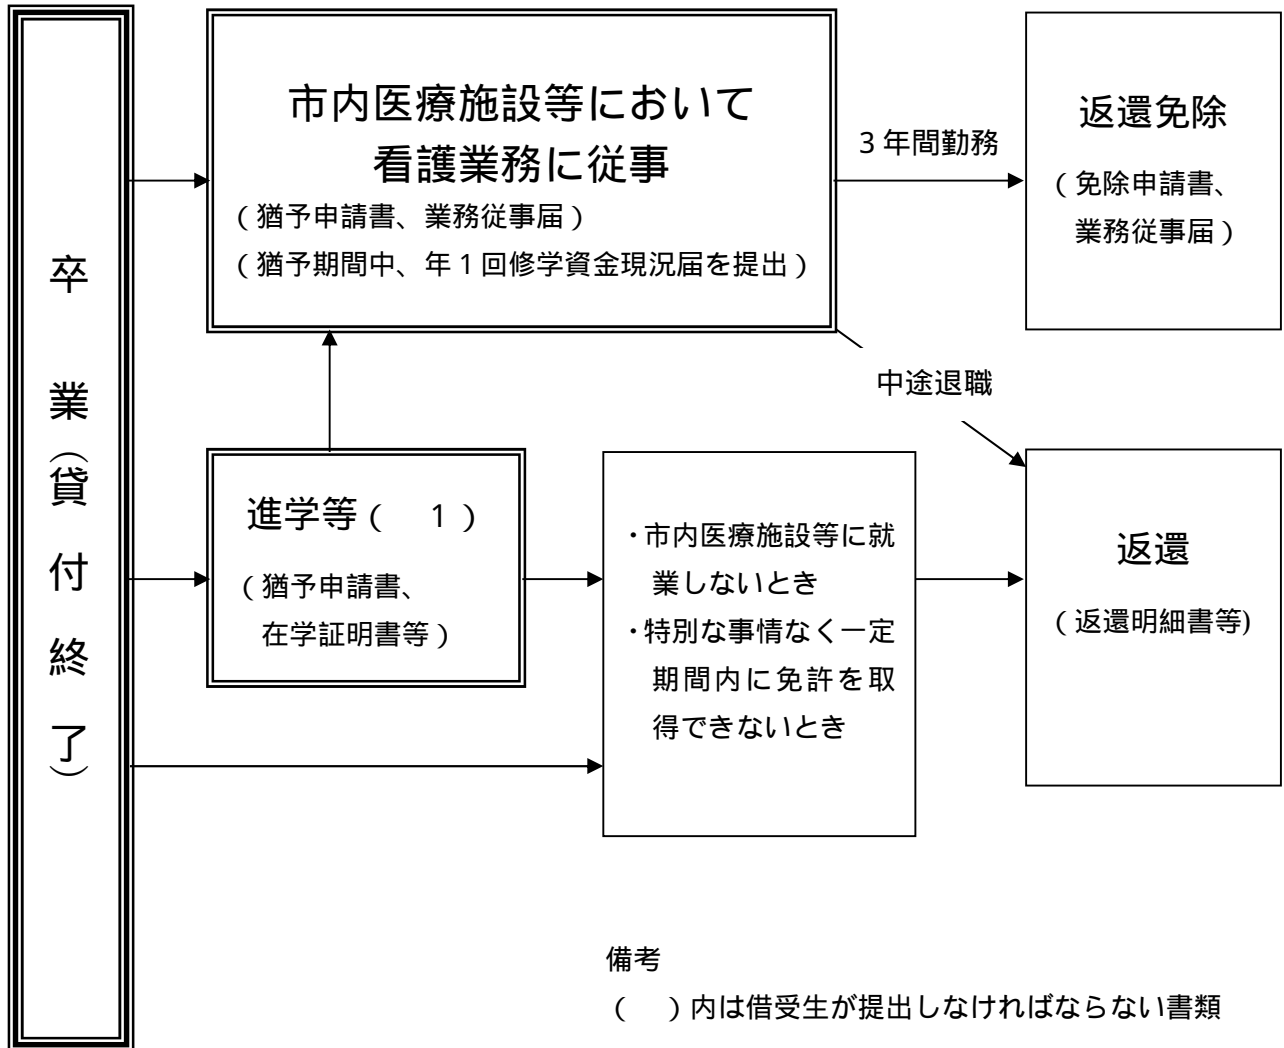 卒業（貸付終了）
市内医療施設等において
看護業務に従事
（猶予申請書、業務従事届）
（猶予期間中、年１回修学資金現況届を提出）
３年間勤務
返還免除
（免除申請書、
業務従事届）
中途退職
進学等（　１）
（猶予申請書、
在学証明書等）
・市内医療施設等に就
業しないとき
・特別な事情なく一定
期間内に免許を取
得できないとき
返還
（返還明細書等)
備考
（　）内は借受生が提出しなければならない書類